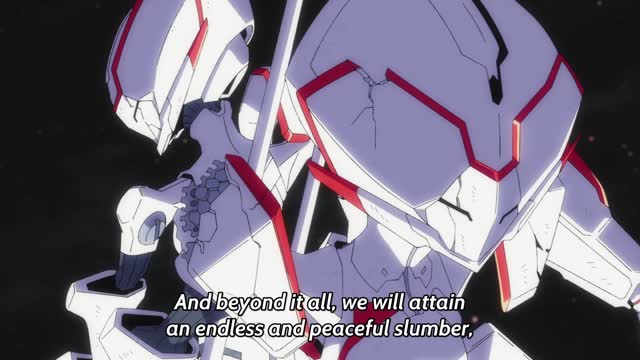 And beyond it all, we will attain
an endless and peaceful slumber,